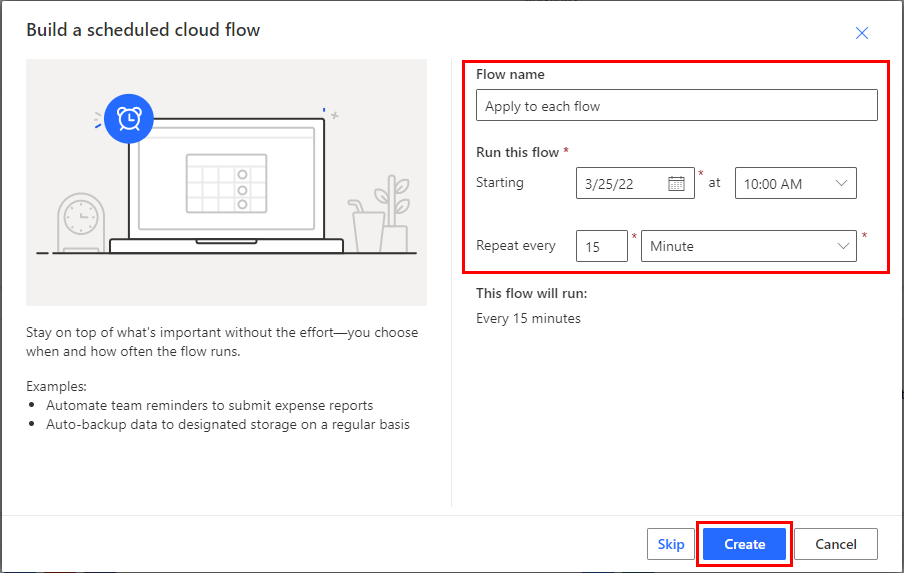 Build a scheduled cloud flow
Stay on top of what's important without the effort—you choose
when and how often the flow runs.
Examples:
• Automate team reminders to submit expense reports
• Auto-backup data to designated storage on a regular basis
Flow name
Apply to each flow
Run this flow *
Starting 3/25/22 * at 10:00 AM
Repeat every 15 * Minute *
This flow will run:
Every 15 minutes
Skip Create Cancel